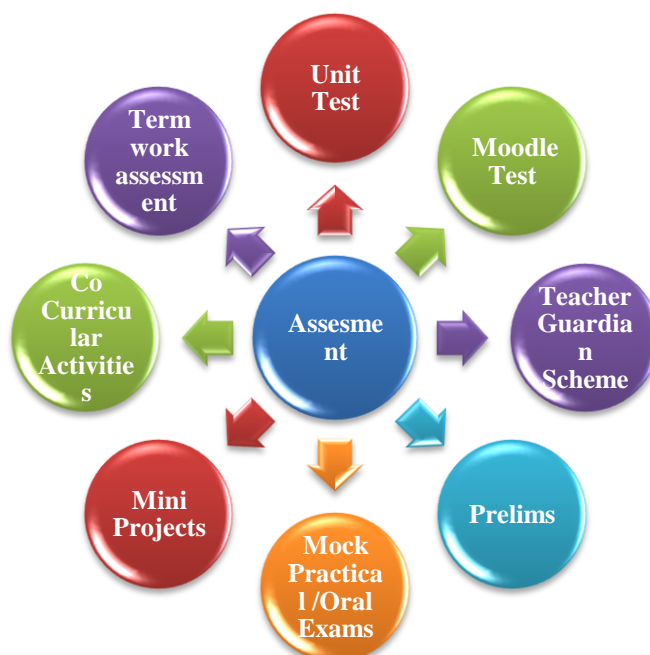 Unit
Test
Moodle
Test
Teacher
Guardia
n
Scheme
Prelims
Mock
Practica
l /Oral
Exams
Mini
Projects
Co
Curricu
lar
Activitie
s
Term
work
assessm
ent
Assesme
nt